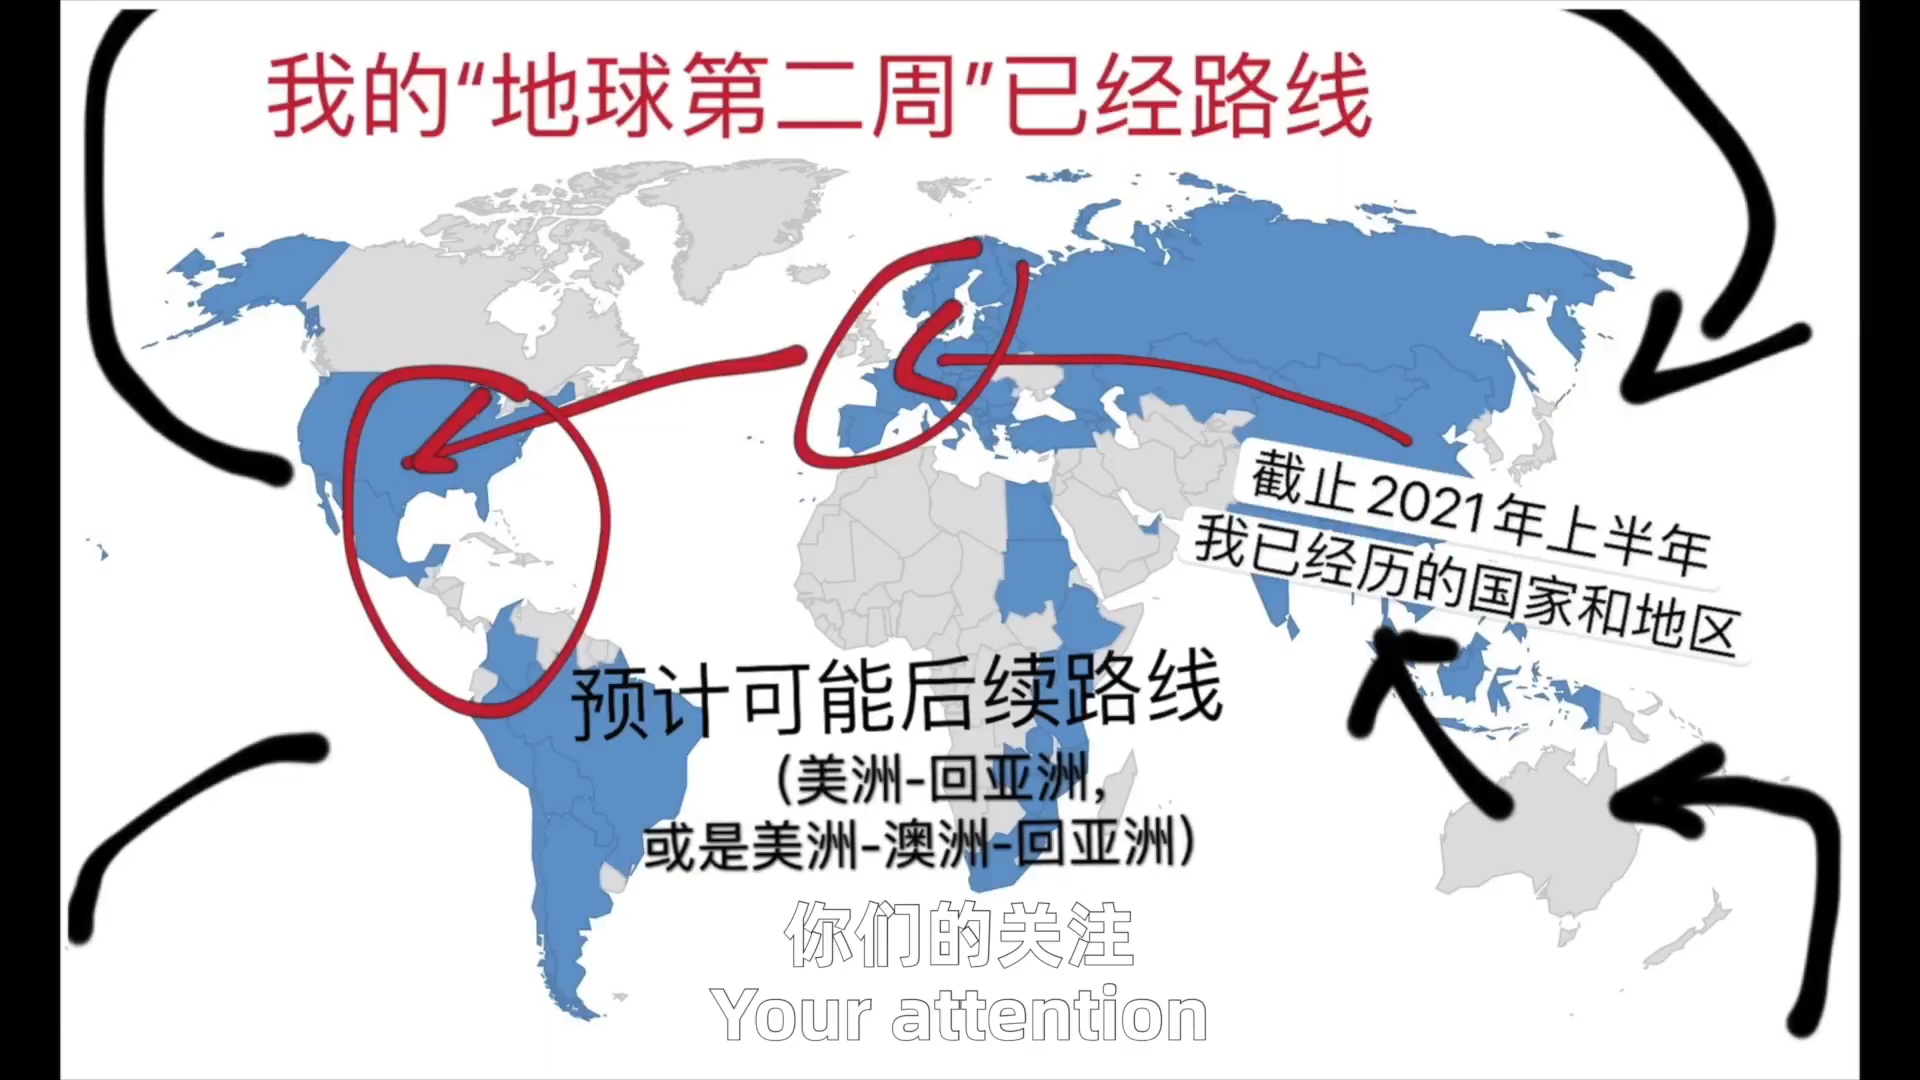 我的“地球第二周”已经路线
截止2021年上半年
我已经历的国家和地区
预计可能后续路线
(美洲-回亚洲，
或是美洲-澳洲-回亚洲)
你们的关注
Your attention